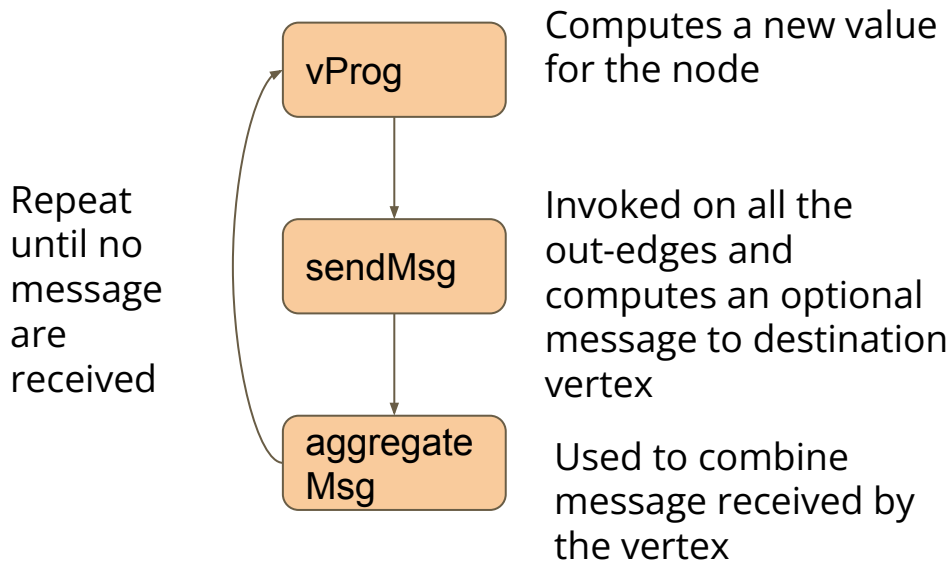 vProg
Computes a new value
for the node
Repeat
until no
message
are
received
sendMsg
Invoked on all the
out-edges and
computes an optional
message to destination
vertex
aggregate
Msg
Used to combine
message received by
the vertex